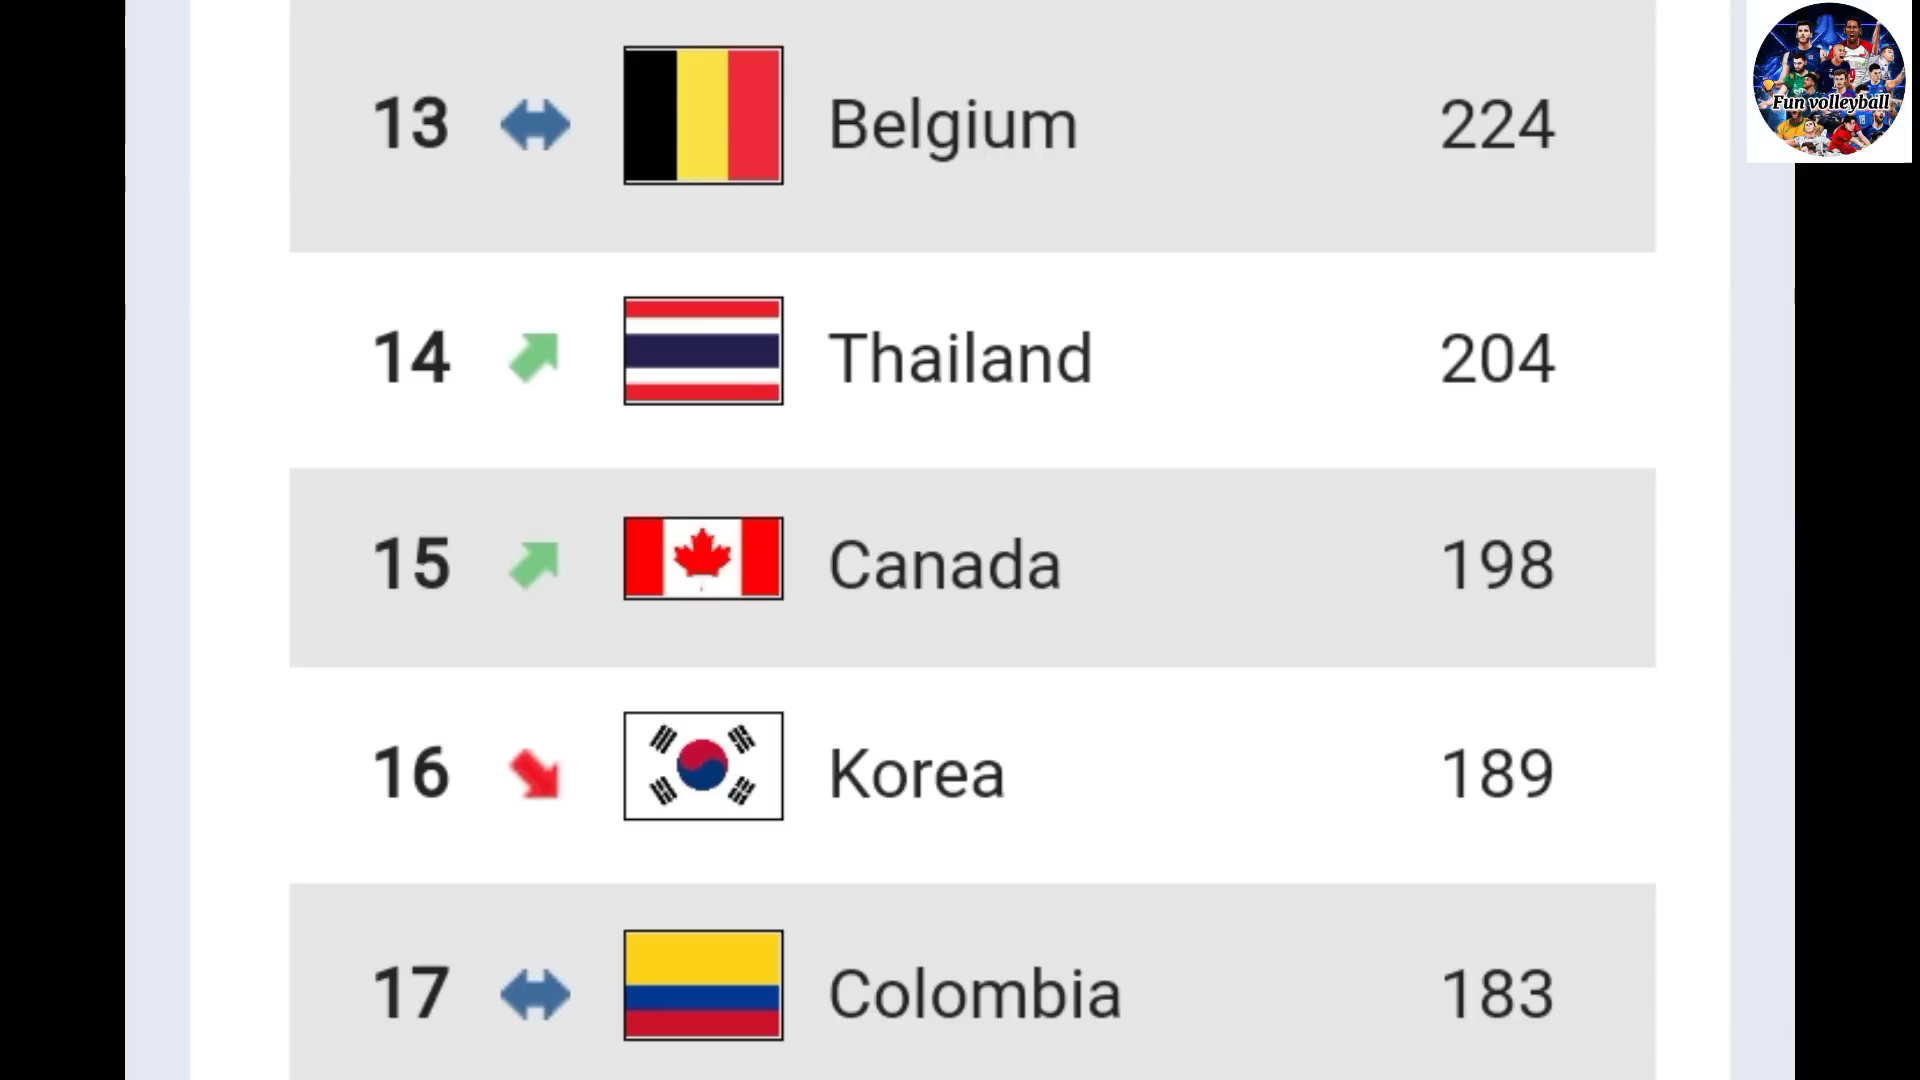 13 Belgium 224
Fun volleyball
14 Thailand 204
15 Canada 198
16 Korea 189
17 Colombia 183